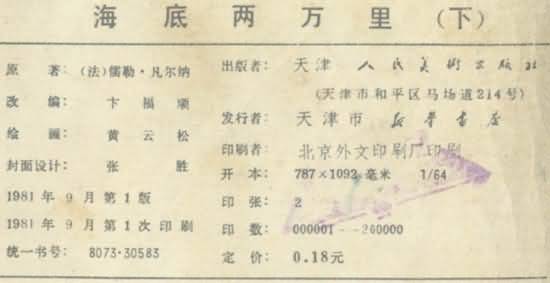 海底两万里（下）
原著：（法）儒勒·凡尔纳
改编：卞福顺
绘画：黄云松
封面设计：张胜
1981年9月第1版
1981年9月第1次印刷
统一书号：8073·30583
出版者：天津人民美術出版社
（天津市和平区马场道214号）
发行者：天津市新华書店
印刷者：北京外文印刷厂印刷
开本：787×1092毫米 1/64
印张：2
印数：000001--240000
定价：0.18元